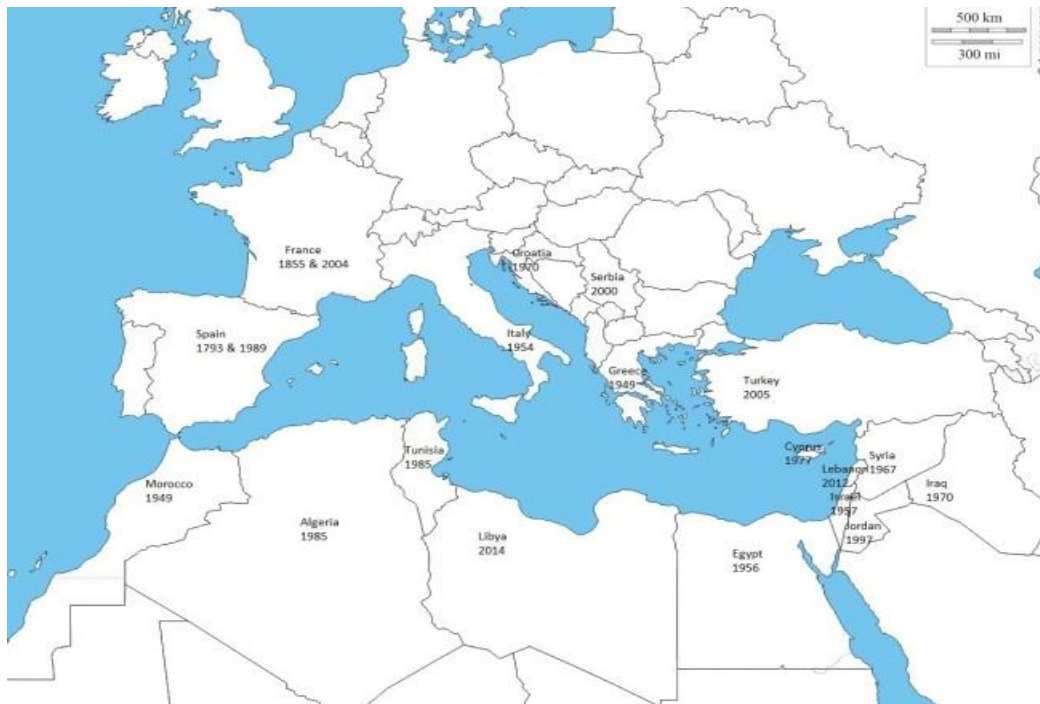 500 km
300 mi
France
1855 & 2004
Croatia
1970
Serbia
2000
Spain
1793 & 1989
Italy
1954
Greece
1949
Turkey
2005
Tunisia
1985
Cyprus
1977
Syria
1967
Lebanon
2012
Morocco
1949
Israel
1957
Iraq
1970
Algeria
1985
Libya
2014
Jordan
1997
Egypt
1956